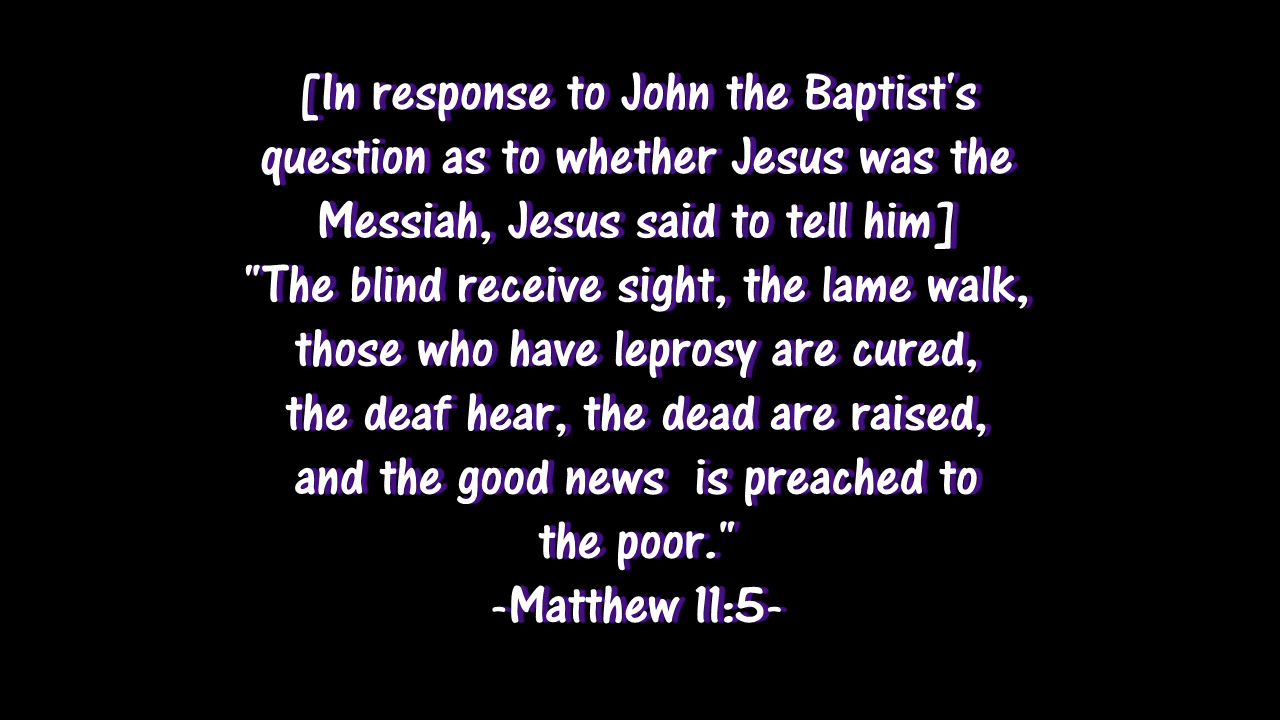 [In response to John the Baptist's
question as to whether Jesus was the
Messiah, Jesus said to tell him]
"The blind receive sight, the lame walk,
those who have leprosy are cured,
the deaf hear, the dead are raised,
and the good news  is preached to
the poor."
-Matthew 11:5-